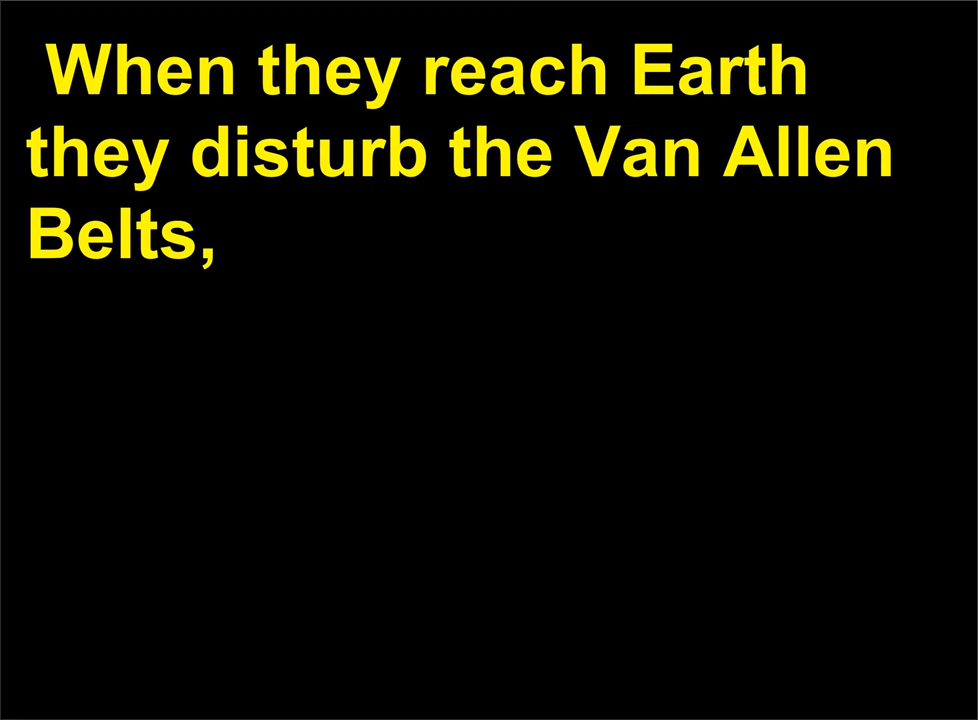 When they reach Earth
they disturb the Van Allen
Belts,